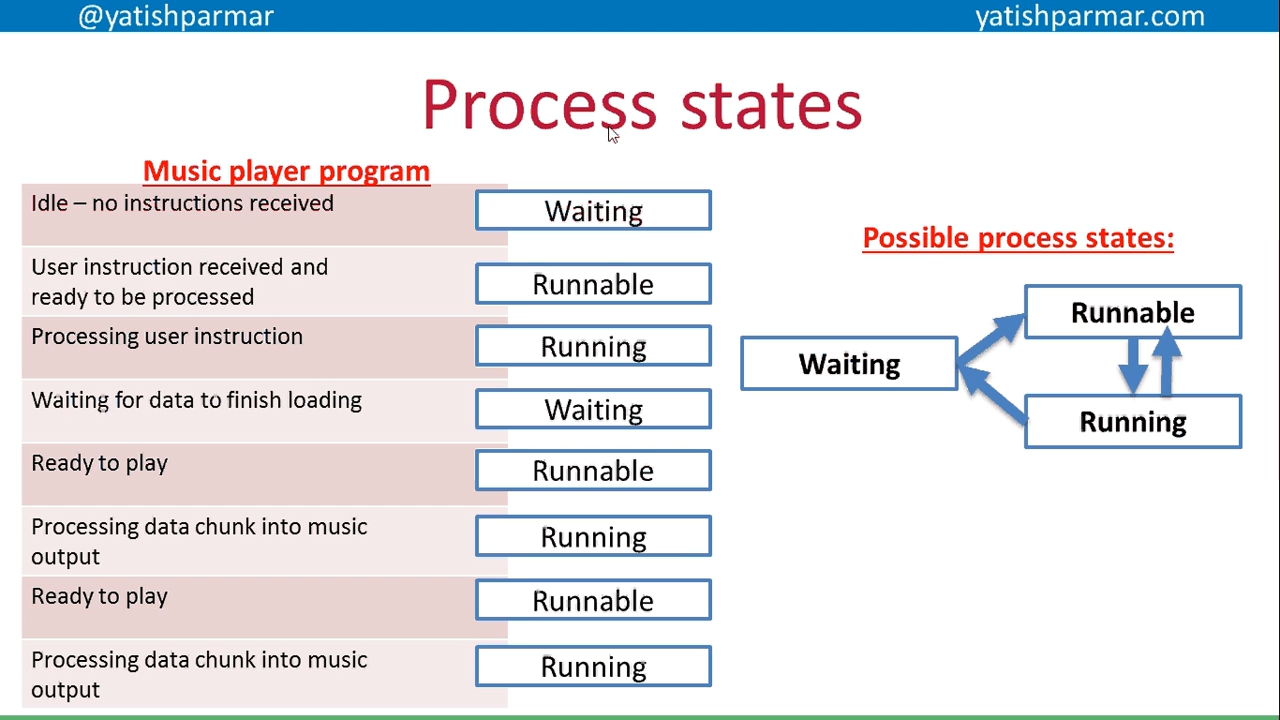 @yatishparmar
yatishparmar.com
Process states
Music player program
Idle – no instructions received
Waiting
User instruction received and
ready to be processed
Runnable
Processing user instruction
Running
Waiting for data to finish loading
Waiting
Ready to play
Runnable
Processing data chunk into music
output
Running
Ready to play
Runnable
Processing data chunk into music
output
Running
Possible process states:
Runnable
Waiting
Running